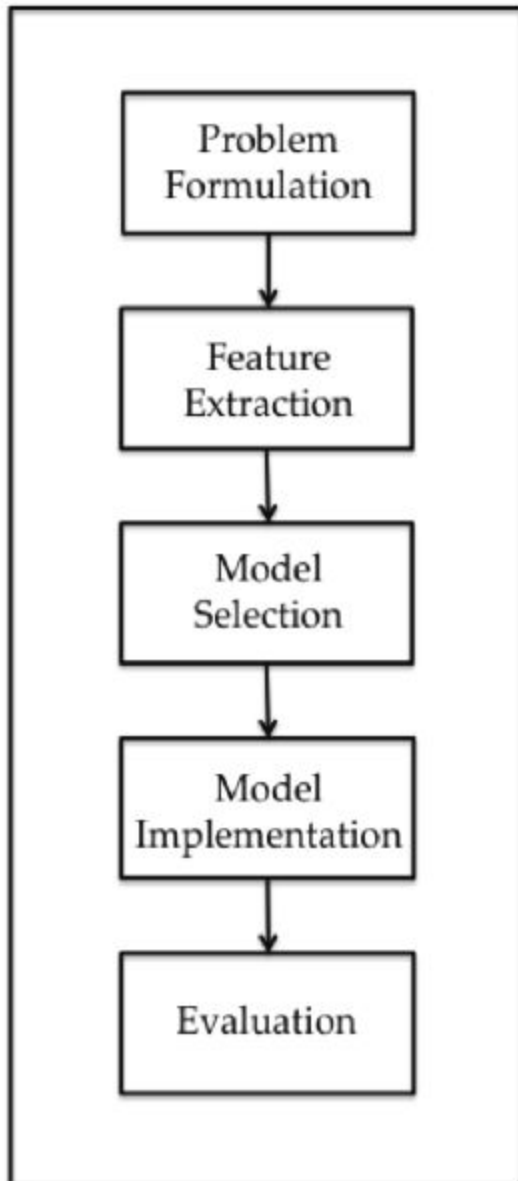 Problem
Formulation
Feature
Extraction
Model
Selection
Model
Implementation
Evaluation